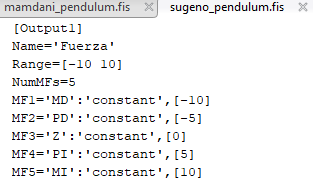 mamdani_pendulum.fis × sugeno_pendulum.fis ×
[Output1]
Name='Fuerza'
Range=[-10 10]
NumMFs=5
MF1='MD':'constant',[-10]
MF2='PD':'constant',[-5]
MF3='Z':'constant',[0]
MF4='PI':'constant',[5]
MF5='MI':'constant',[10]